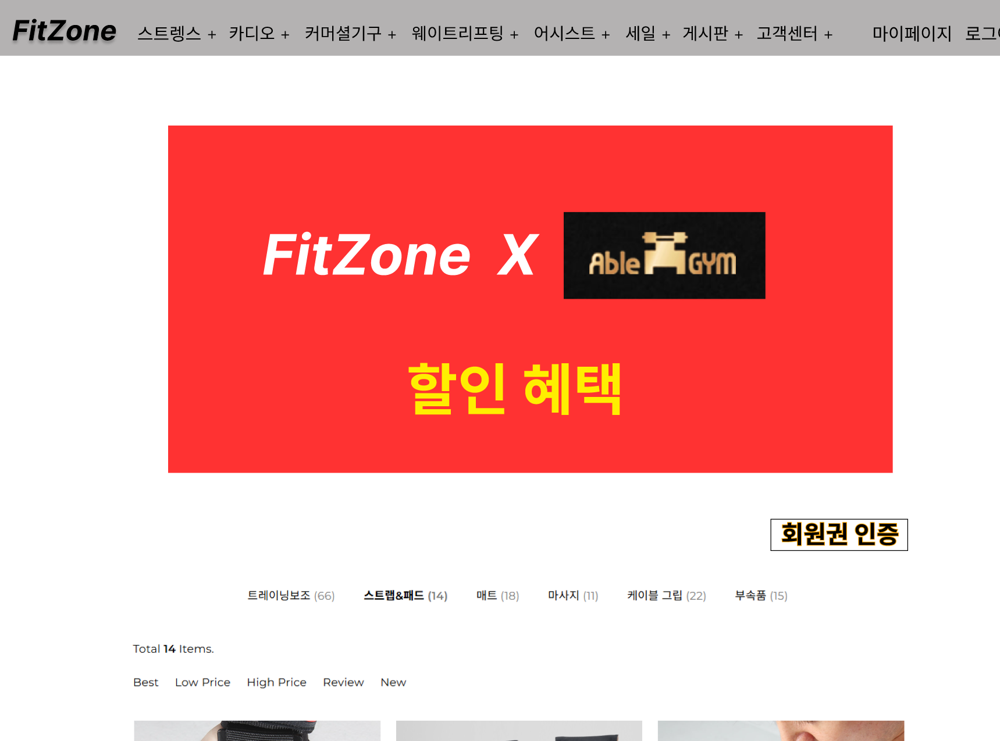 FitZone 스트렝스 + 카디오 + 커머셜기구 + 웨이트리프팅 + 어시스트 + 세일 + 게시판 + 고객센터 + 마이페이지
FitZone X Able GYM
할인 혜택
회원권 인증
트레이닝보조 (66) 스트랩&패드 (14) 매트 (18) 마사지 (11) 케이블 그립 (22) 부속품 (15)
Total 14 Items.
Best Low Price High Price Review New